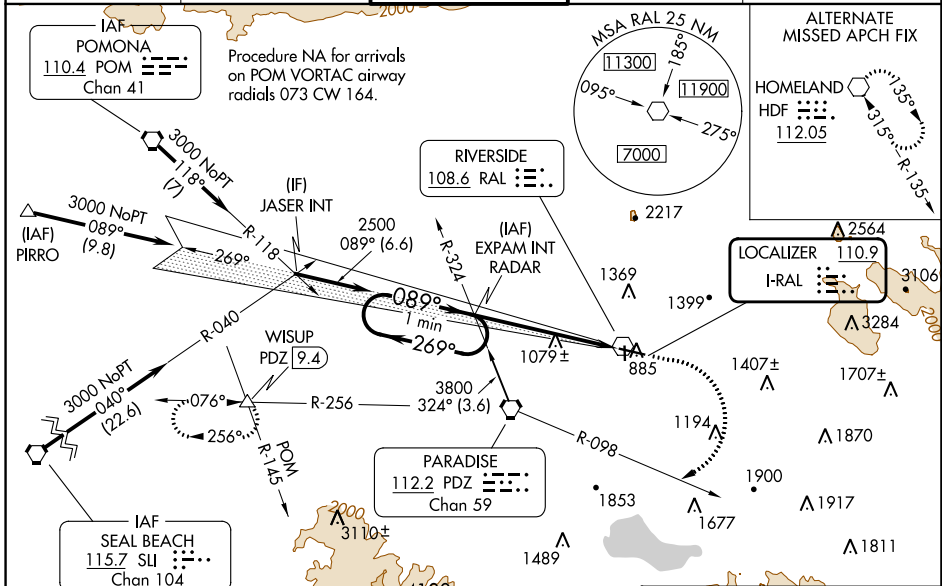 2000
IAF
POMONA
110.4 POM
Chan 41
Procedure NA for arrivals
on POM VORTAC airway
radials 073 CW 164.
MSA RAL 25 NM
11300
185°
095°
11900
275°
7000
ALTERNATE
MISSED APCH FIX
HOMELAND
HDF
112.05
135°
315°
R-135
3000 NoPT
118°
(7)
RIVERSIDE
108.6 RAL
3000 NoPT
089°
(9.8)
(IAF)
PIRRO
269°
R-118
(IF)
JASER INT
2500
089° (6.6)
R-324
(IAF)
EXPAM INT
RADAR
2217
2564
LOCALIZER 110.9
I-RAL
3106
2000
1369
1399
3284
089°
1 min
269°
1079±
885
1407±
1707±
R-040
WISUP
PDZ 9.4
3000 NoPT
040°
(22.6)
076°
256°
R-256
3800
324° (3.6)
POM
R-145
R-098
1194
1870
PARADISE
112.2 PDZ
Chan 59
1853
1900
1677
1917
2000
3110±
1489
1811
IAF
SEAL BEACH
115.7 SLI
Chan 104